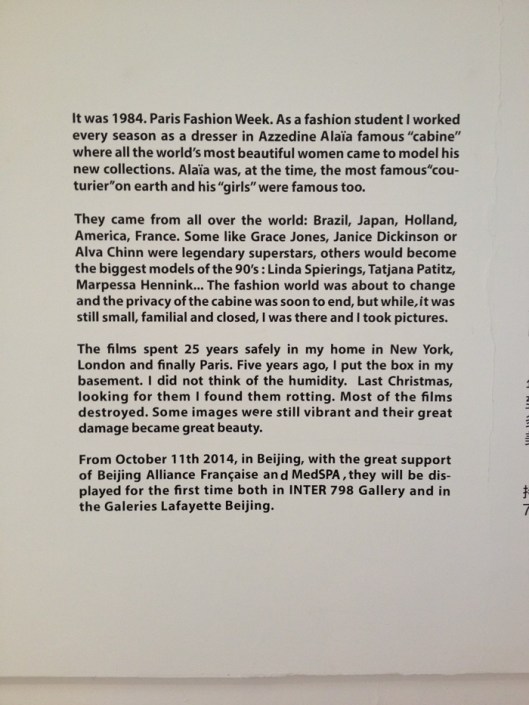 It was 1984. Paris Fashion Week. As a fashion student I worked
every season as a dresser in Azzedine Alaïa famous “cabine”
where all the world's most beautiful women came to model his
new collections. Alaïa was, at the time, the most famous“cou-
turier”on earth and his “girls” were famous too.
They came from all over the world: Brazil, Japan, Holland,
America, France. Some like Grace Jones, Janice Dickinson or
Alva Chinn were legendary superstars, others would become
the biggest models of the 90's : Linda Spierings, Tatjana Patitz,
Marpessa Hennink... The fashion world was about to change
and the privacy of the cabine was soon to end, but while,it was
still small, familial and closed, I was there and I took pictures.
The films spent 25 years safely in my home in New York,
London and finally Paris. Five years ago, I put the box in my
basement. I did not think of the humidity. Last Christmas,
looking for them I found them rotting. Most of the films
destroyed. Some images were still vibrant and their great
damage became great beauty.
From October 11th 2014, in Beijing, with the great support
of Beijing Alliance Française and MedSPA, they will be dis-
played for the first time both in INTER 798 Gallery and in
the Galeries Lafayette Beijing.